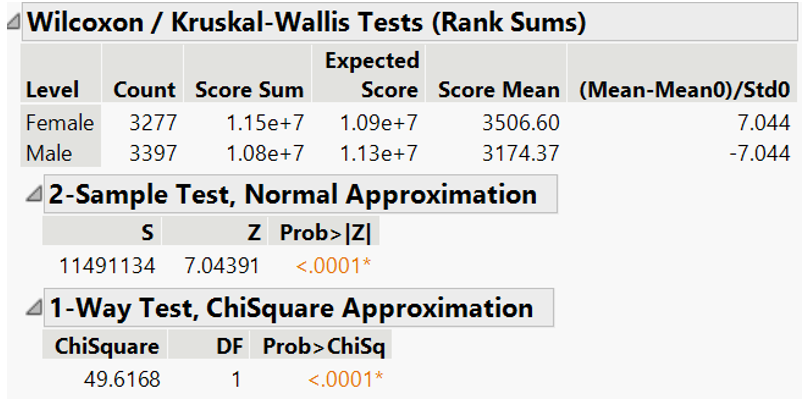 Wilcoxon / Kruskal-Wallis Tests (Rank Sums)
Expected
Level Count Score Sum Score Score Mean (Mean-Mean0)/Std0
Female 3277 1.15e+7 1.09e+7 3506.60 7.044
Male 3397 1.08e+7 1.13e+7 3174.37 -7.044
2-Sample Test, Normal Approximation
S Z Prob>|Z|
11491134 7.04391 <.0001*
1-Way Test, ChiSquare Approximation
ChiSquare DF Prob>ChiSq
49.6168 1 <.0001*